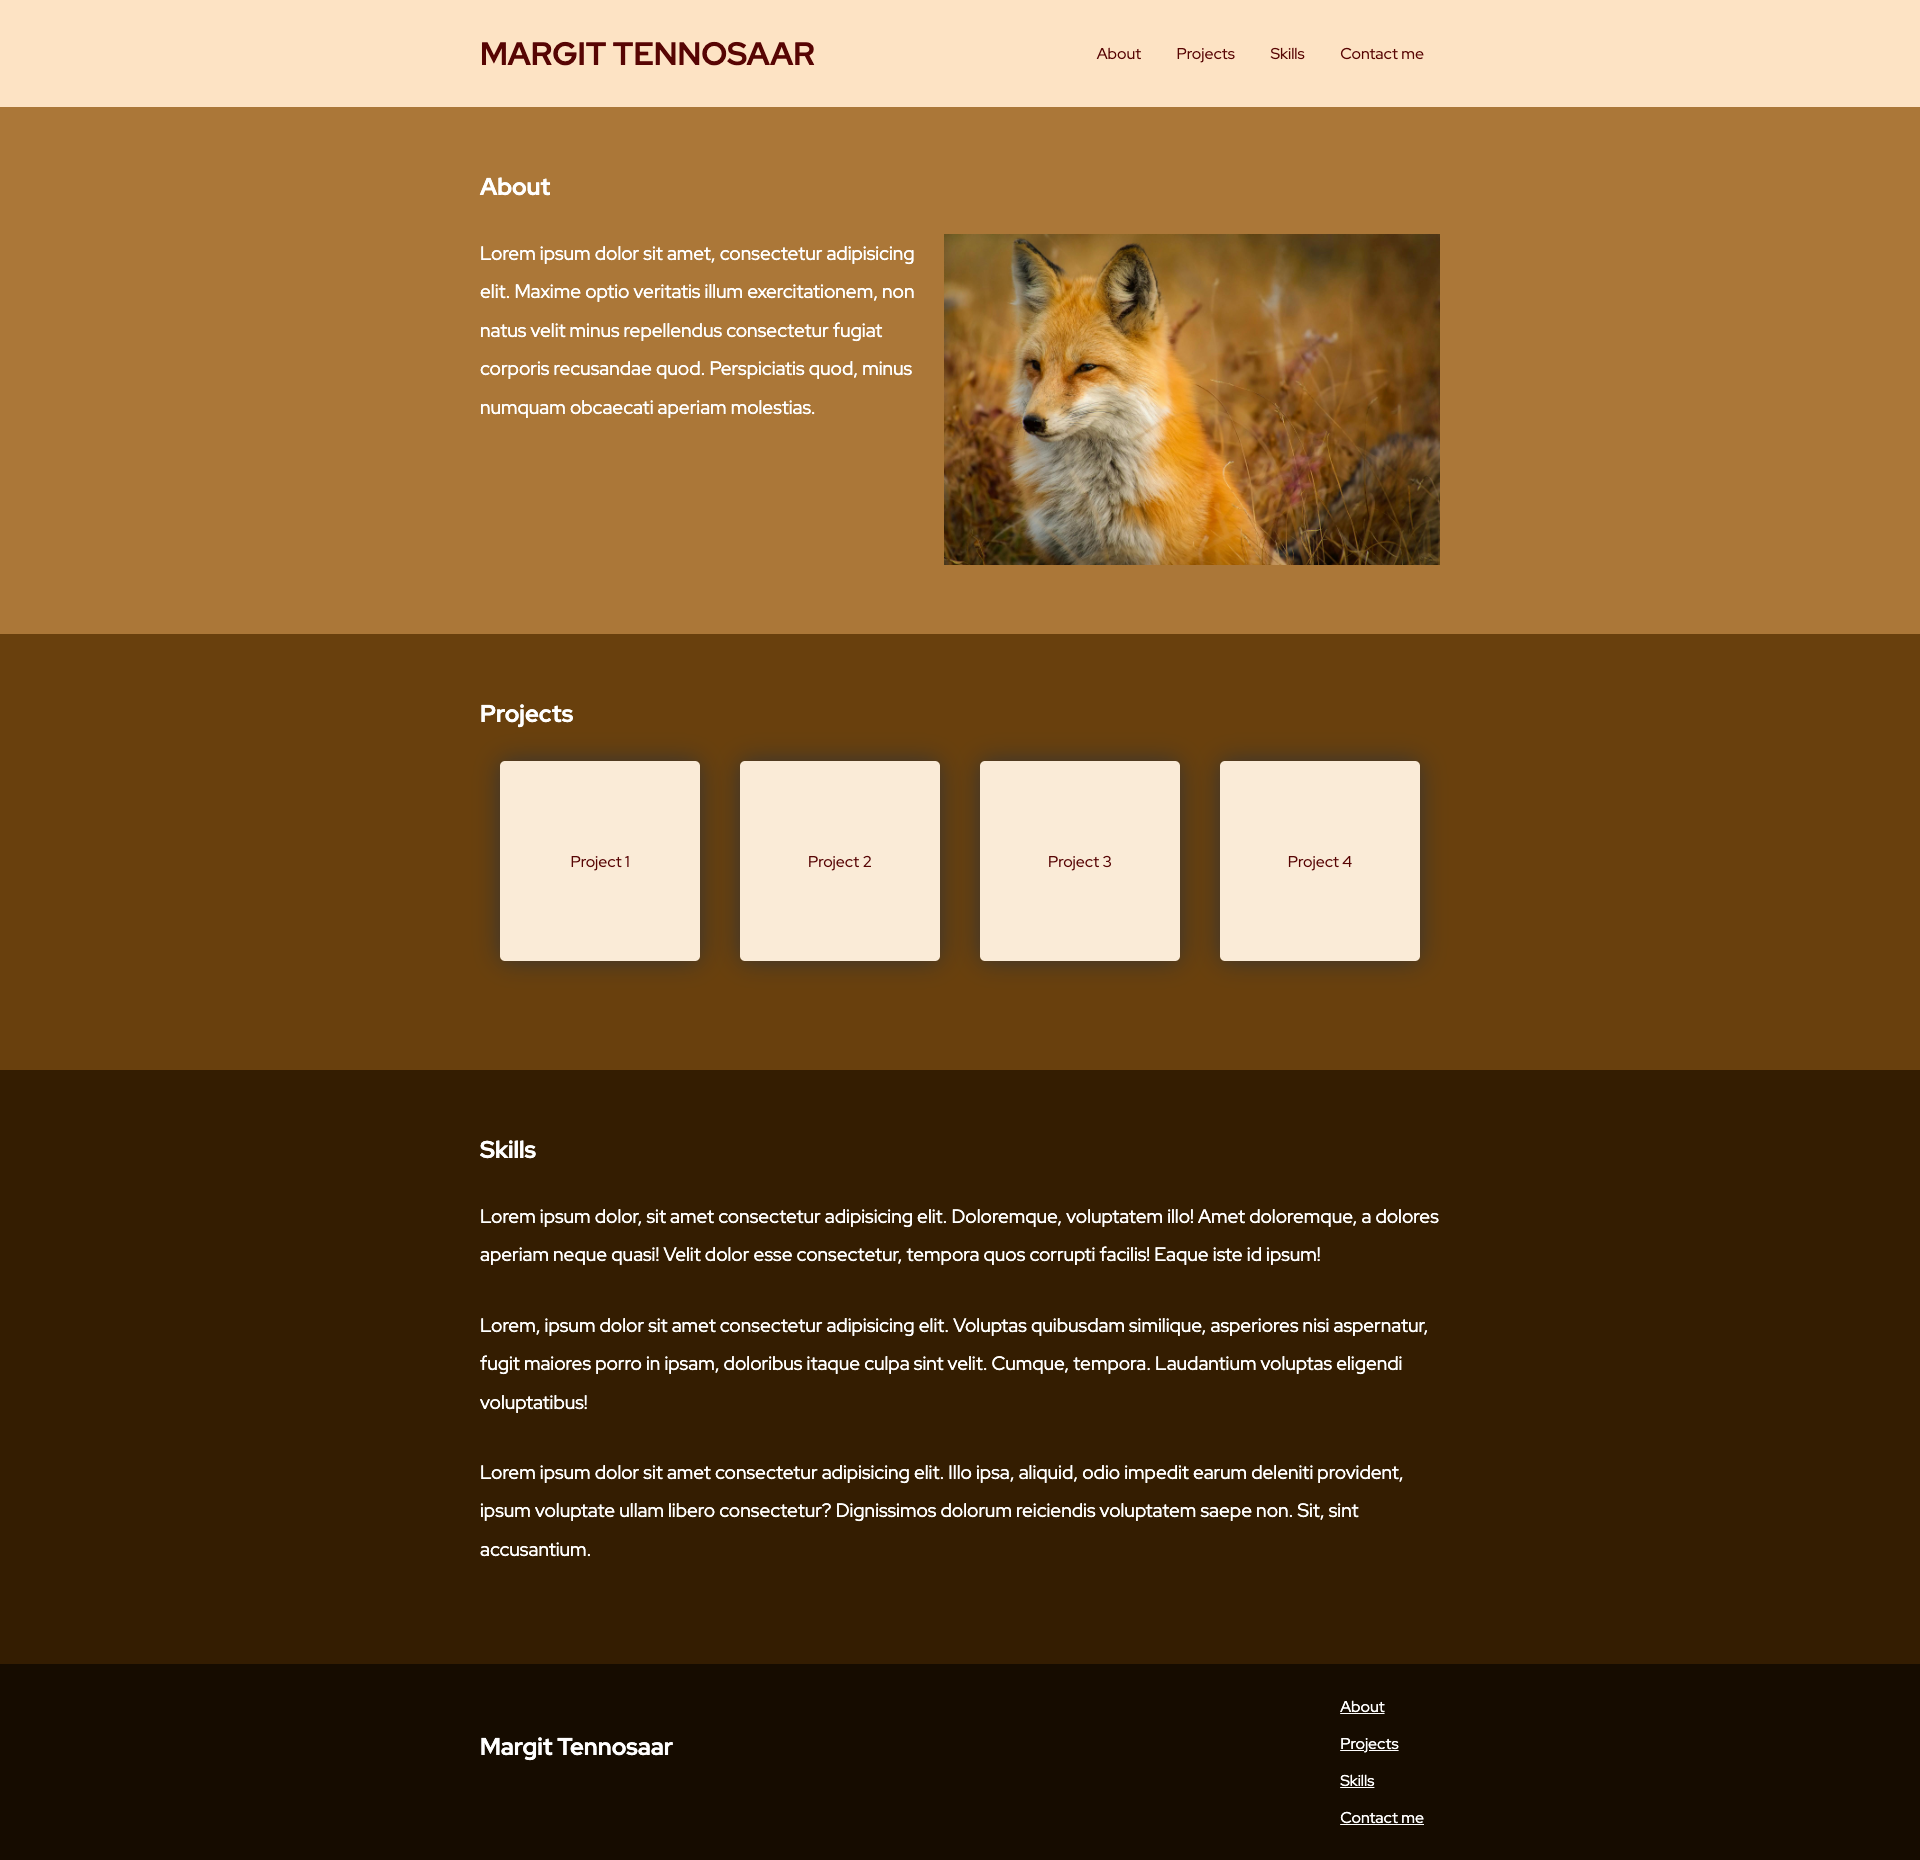 MARGIT TENNOSAAR
About Projects Skills Contact me
About
Lorem ipsum dolor sit amet, consectetur adipisicing
elit. Maxime optio veritatis illum exercitationem, non
natus velit minus repellendus consectetur fugiat
corporis recusandae quod. Perspiciatis quod, minus
numquam obcaecati aperiam molestias.
Projects
Project 1
Project 2
Project 3
Project 4
Skills
Lorem ipsum dolor, sit amet consectetur adipisicing elit. Doloremque, voluptatem illo! Amet doloremque, a dolores
aperiam neque quasi! Velit dolor esse consectetur, tempora quos corrupti facilis! Eaque iste id ipsum!
Lorem, ipsum dolor sit amet consectetur adipisicing elit. Voluptas quibusdam similique, asperiores nisi aspernatur,
fugit maiores porro in ipsam, doloribus itaque culpa sint velit. Cumque, tempora. Laudantium voluptas eligendi
voluptatibus!
Lorem ipsum dolor sit amet consectetur adipisicing elit. Illo ipsa, aliquid, odio impedit earum deleniti provident,
ipsum voluptate ullam libero consectetur? Dignissimos dolorum reiciendis voluptatem saepe non. Sit, sint
accusantium.
Margit Tennosaar
About
Projects
Skills
Contact me